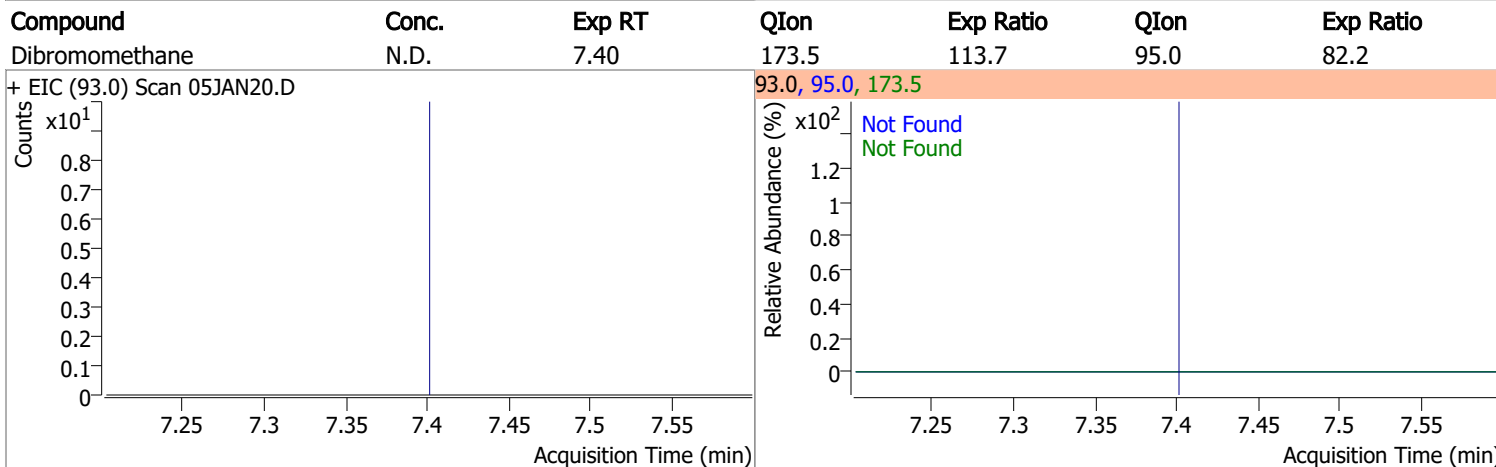 Compound Conc. Exp RT QIon Exp Ratio QIon Exp Ratio
Dibromomethane N.D. 7.40 173.5 113.7 95.0 82.2
+ EIC (93.0) Scan 05JAN20.D
Counts
x10¹
0.8
0.7
0.6
0.5
0.4
0.3
0.2
0.1
0
7.25 7.3 7.35 7.4 7.45 7.5 7.55
Acquisition Time (min)
93.0, 95.0, 173.5
Relative Abundance (%)
x10²
Not Found
Not Found
1.2
1
0.8
0.6
0.4
0.2
0
7.25 7.3 7.35 7.4 7.45 7.5 7.55
Acquisition Time (min)